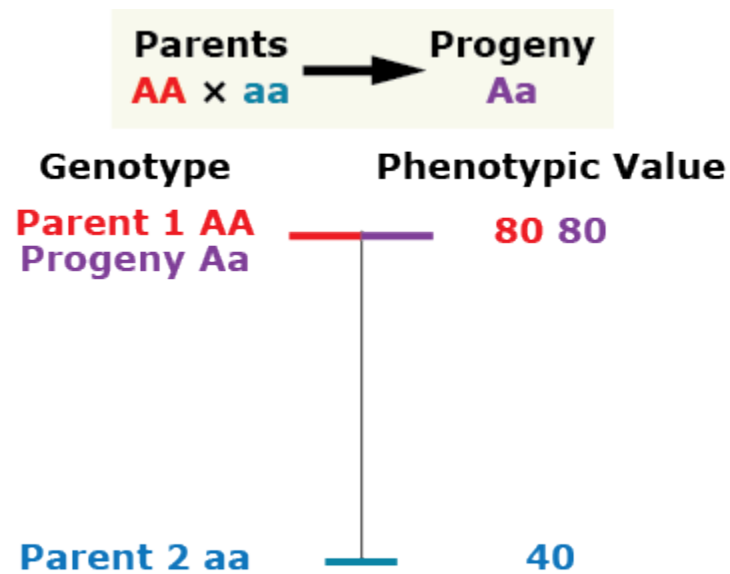 Parents Progeny
AA × aa Aa
Genotype Phenotypic Value
Parent 1 AA 80 80
Progeny Aa
Parent 2 aa 40